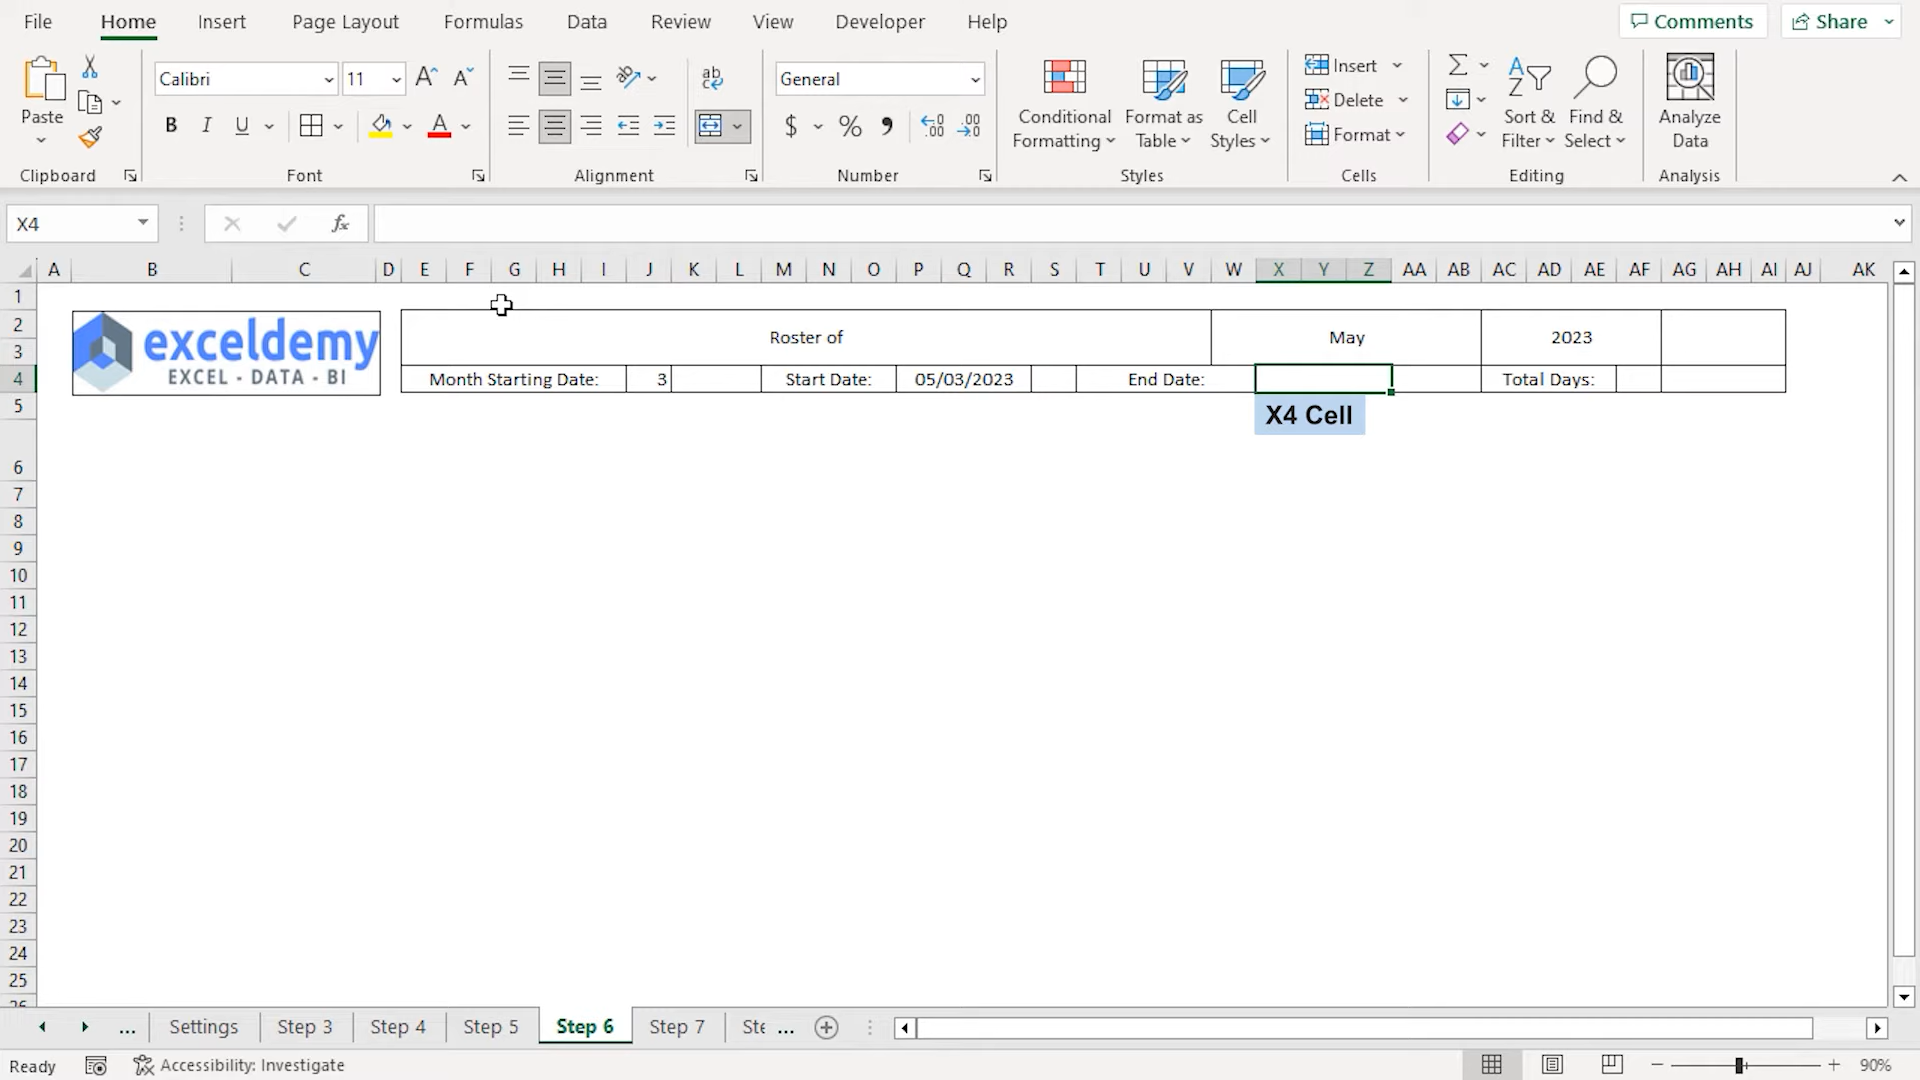 File Home Insert Page Layout Formulas Data Review View Developer Help Comments Share
Calibri 11 General
Paste
B I U
Conditional Formatting
Format as Table
Cell Styles
Insert
Delete
Format
Sort & Filter
Find & Select
Analyze Data
Clipboard Font Alignment Number Styles Cells Editing Analysis
X4 fx
A B C D E F G H I J K L M N O P Q R S T U V W X Y Z AA AB AC AD AE AF AG AH AI AJ AK
1
2
3
4
5
6
7
8
9
10
11
12
13
14
15
16
17
18
19
20
21
22
23
24
25
26
exceldemy
EXCEL - DATA - BI
Roster of May 2023
Month Starting Date: 3 Start Date: 05/03/2023 End Date: Total Days:
X4 Cell
... Settings Step 3 Step 4 Step 5 Step 6 Step 7 Ste ...
Ready Accessibility: Investigate 90%